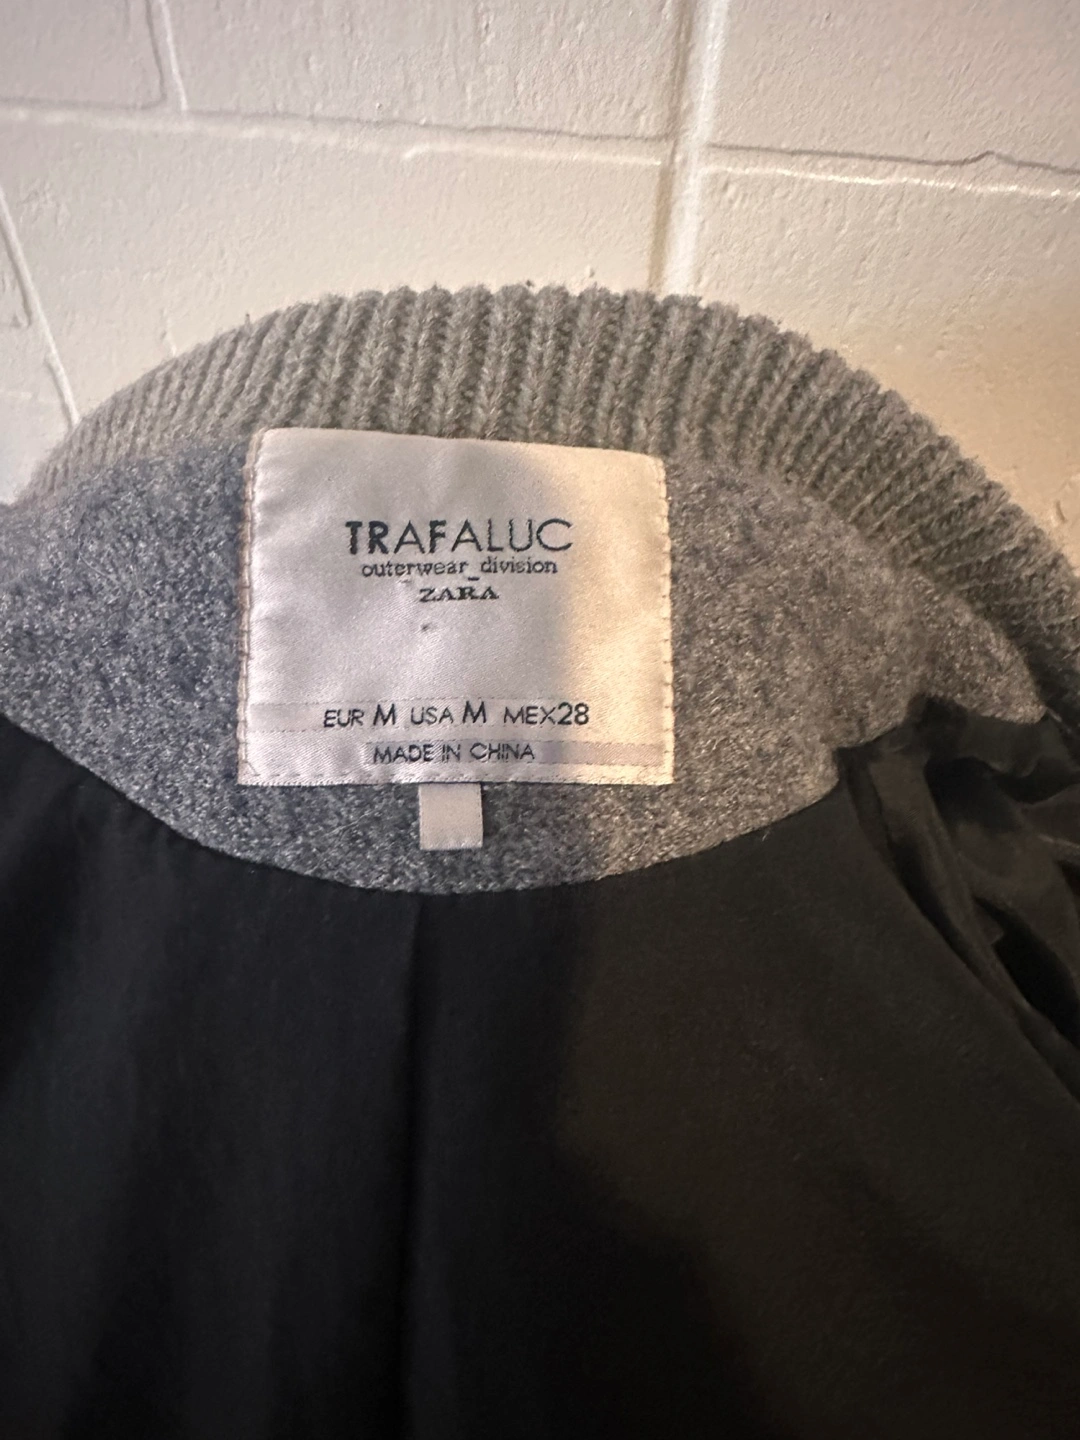 TRAFALUC
outerwear_division
ZARA
EUR M USA M MEX28
MADE IN CHINA